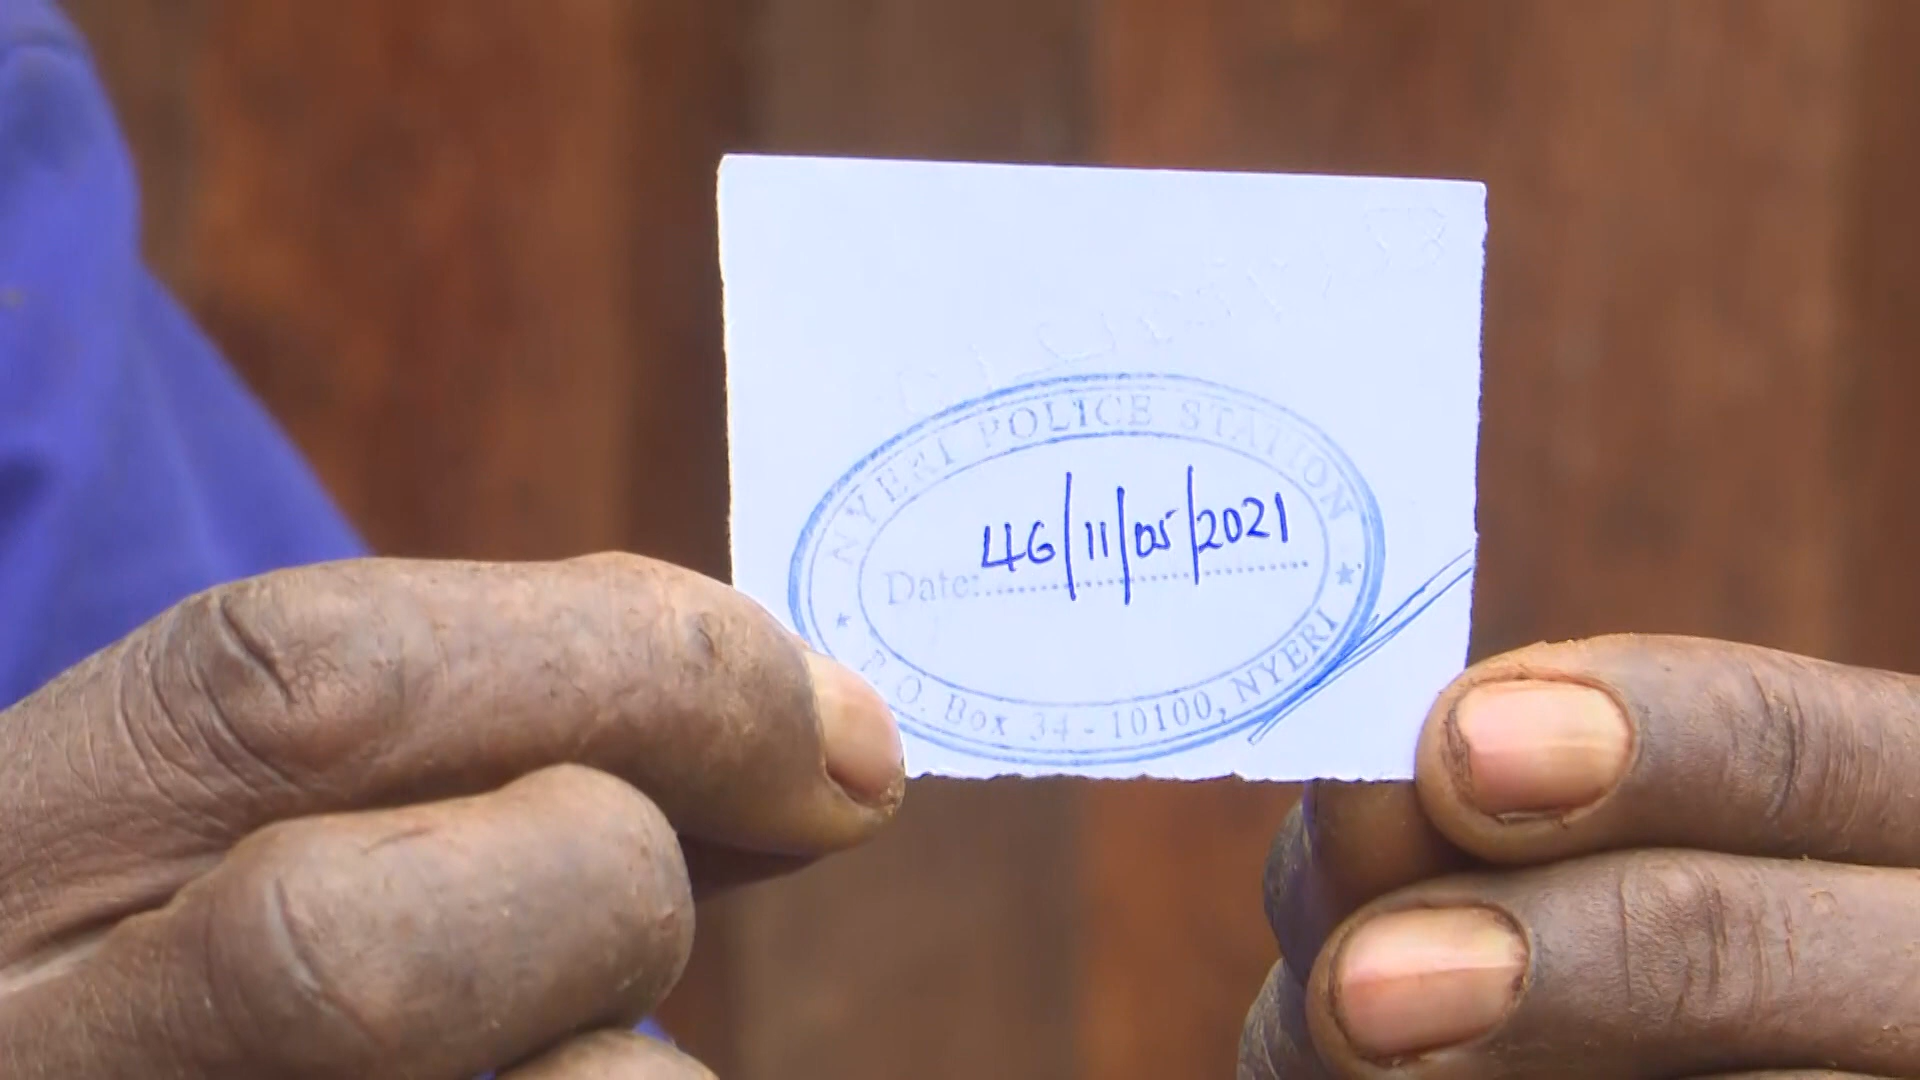 NYERI POLICE STATION
46/11/05/2021
Date:
P. O. Box 34 - 10100, NYERI